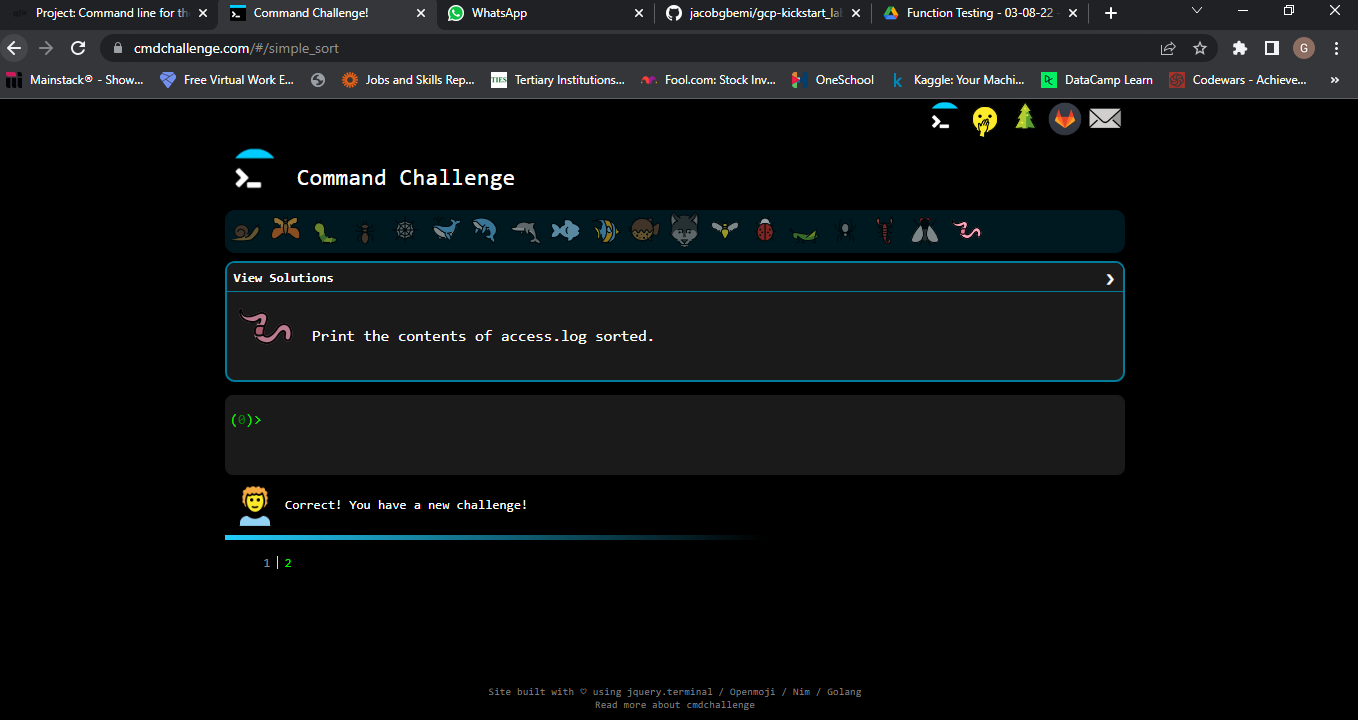 Project: Command line for th
Command Challenge!
WhatsApp
jacobgbemi/gcp-kickstart_lab
Function Testing - 03-08-22
cmdchallenge.com/#/simple_sort
G
Mainstack® - Show...
Free Virtual Work E...
Jobs and Skills Rep...
TIES
Tertiary Institutions...
Fool.com: Stock Inv...
OneSchool
k
Kaggle: Your Machi...
DC
DataCamp Learn
Codewars - Achieve...
»
Command Challenge
View Solutions
Print the contents of access.log sorted.
(0)>
Correct! You have a new challenge!
1 | 2
Site built with ♡ using jquery.terminal / Openmoji / Nim / Golang
Read more about cmdchallenge